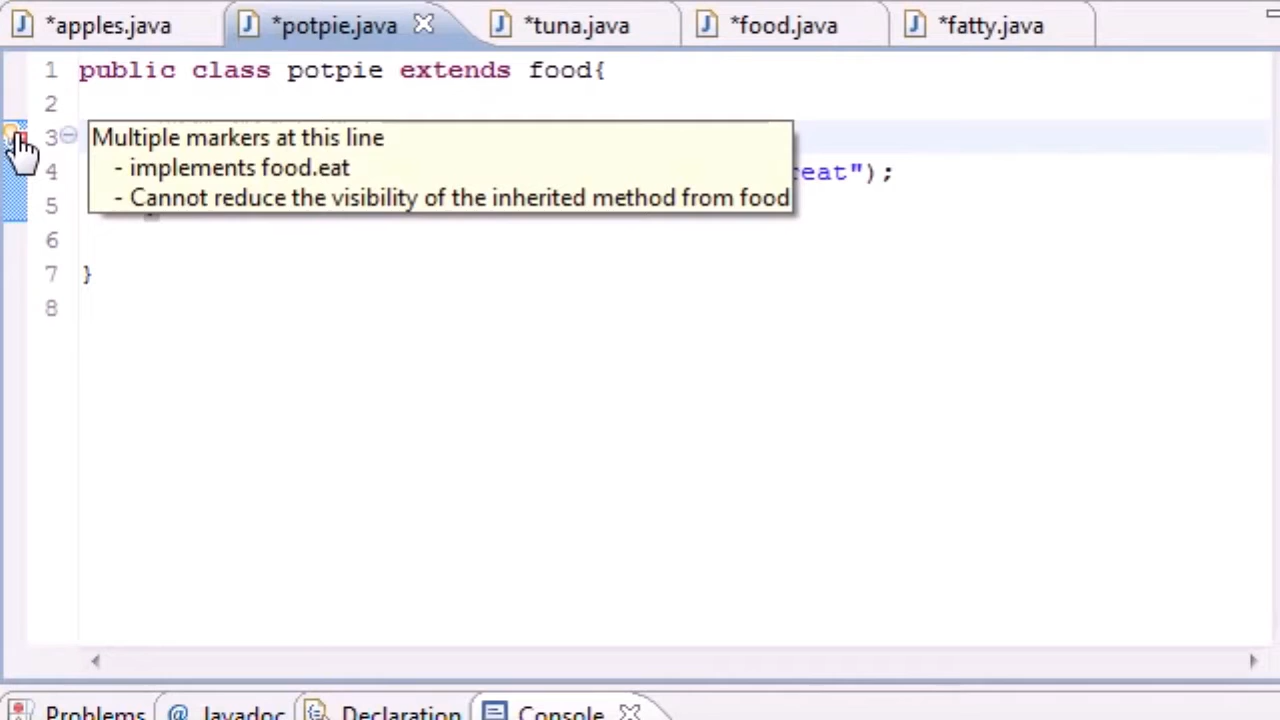 *apples.java *potpie.java *tuna.java *food.java *fatty.java
1 public class potpie extends food{
2
3
Multiple markers at this line
- implements food.eat
4 eat");
- Cannot reduce the visibility of the inherited method from food
5
6
7 }
8
Problems @ Javadoc Declaration Console